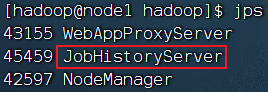 [hadoop@node1 hadoop]$ jps
43155 WebAppProxyServer
45459 JobHistoryServer
42597 NodeManager